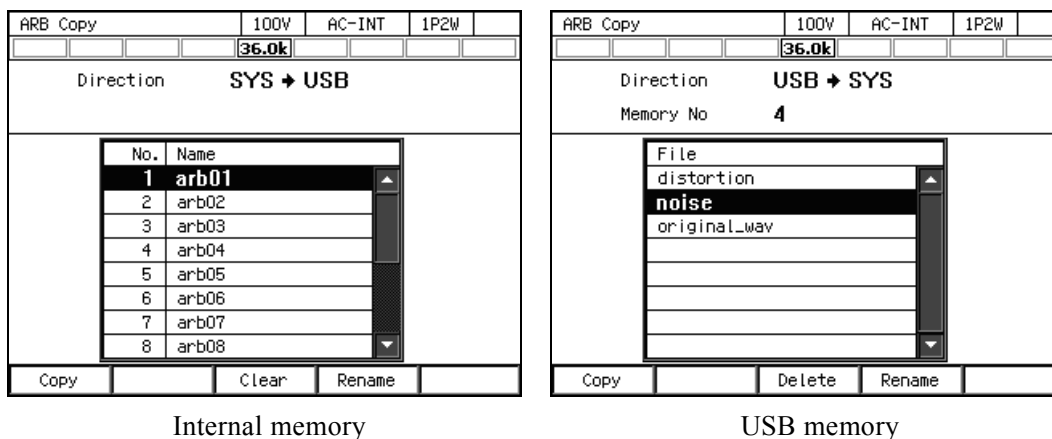 ARB Copy 100V AC-INT 1P2W
36.0k
Direction SYS → USB
No. Name
1 arb01
2 arb02
3 arb03
4 arb04
5 arb05
6 arb06
7 arb07
8 arb08
Copy Clear Rename
Internal memory
ARB Copy 100V AC-INT 1P2W
36.0k
Direction USB → SYS
Memory No 4
File
distortion
noise
original_wav
Copy Delete Rename
USB memory